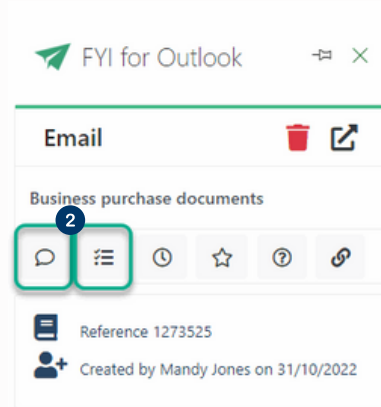 FYI for Outlook
Email
Business purchase documents
2
Reference 1273525
Created by Mandy Jones on 31/10/2022